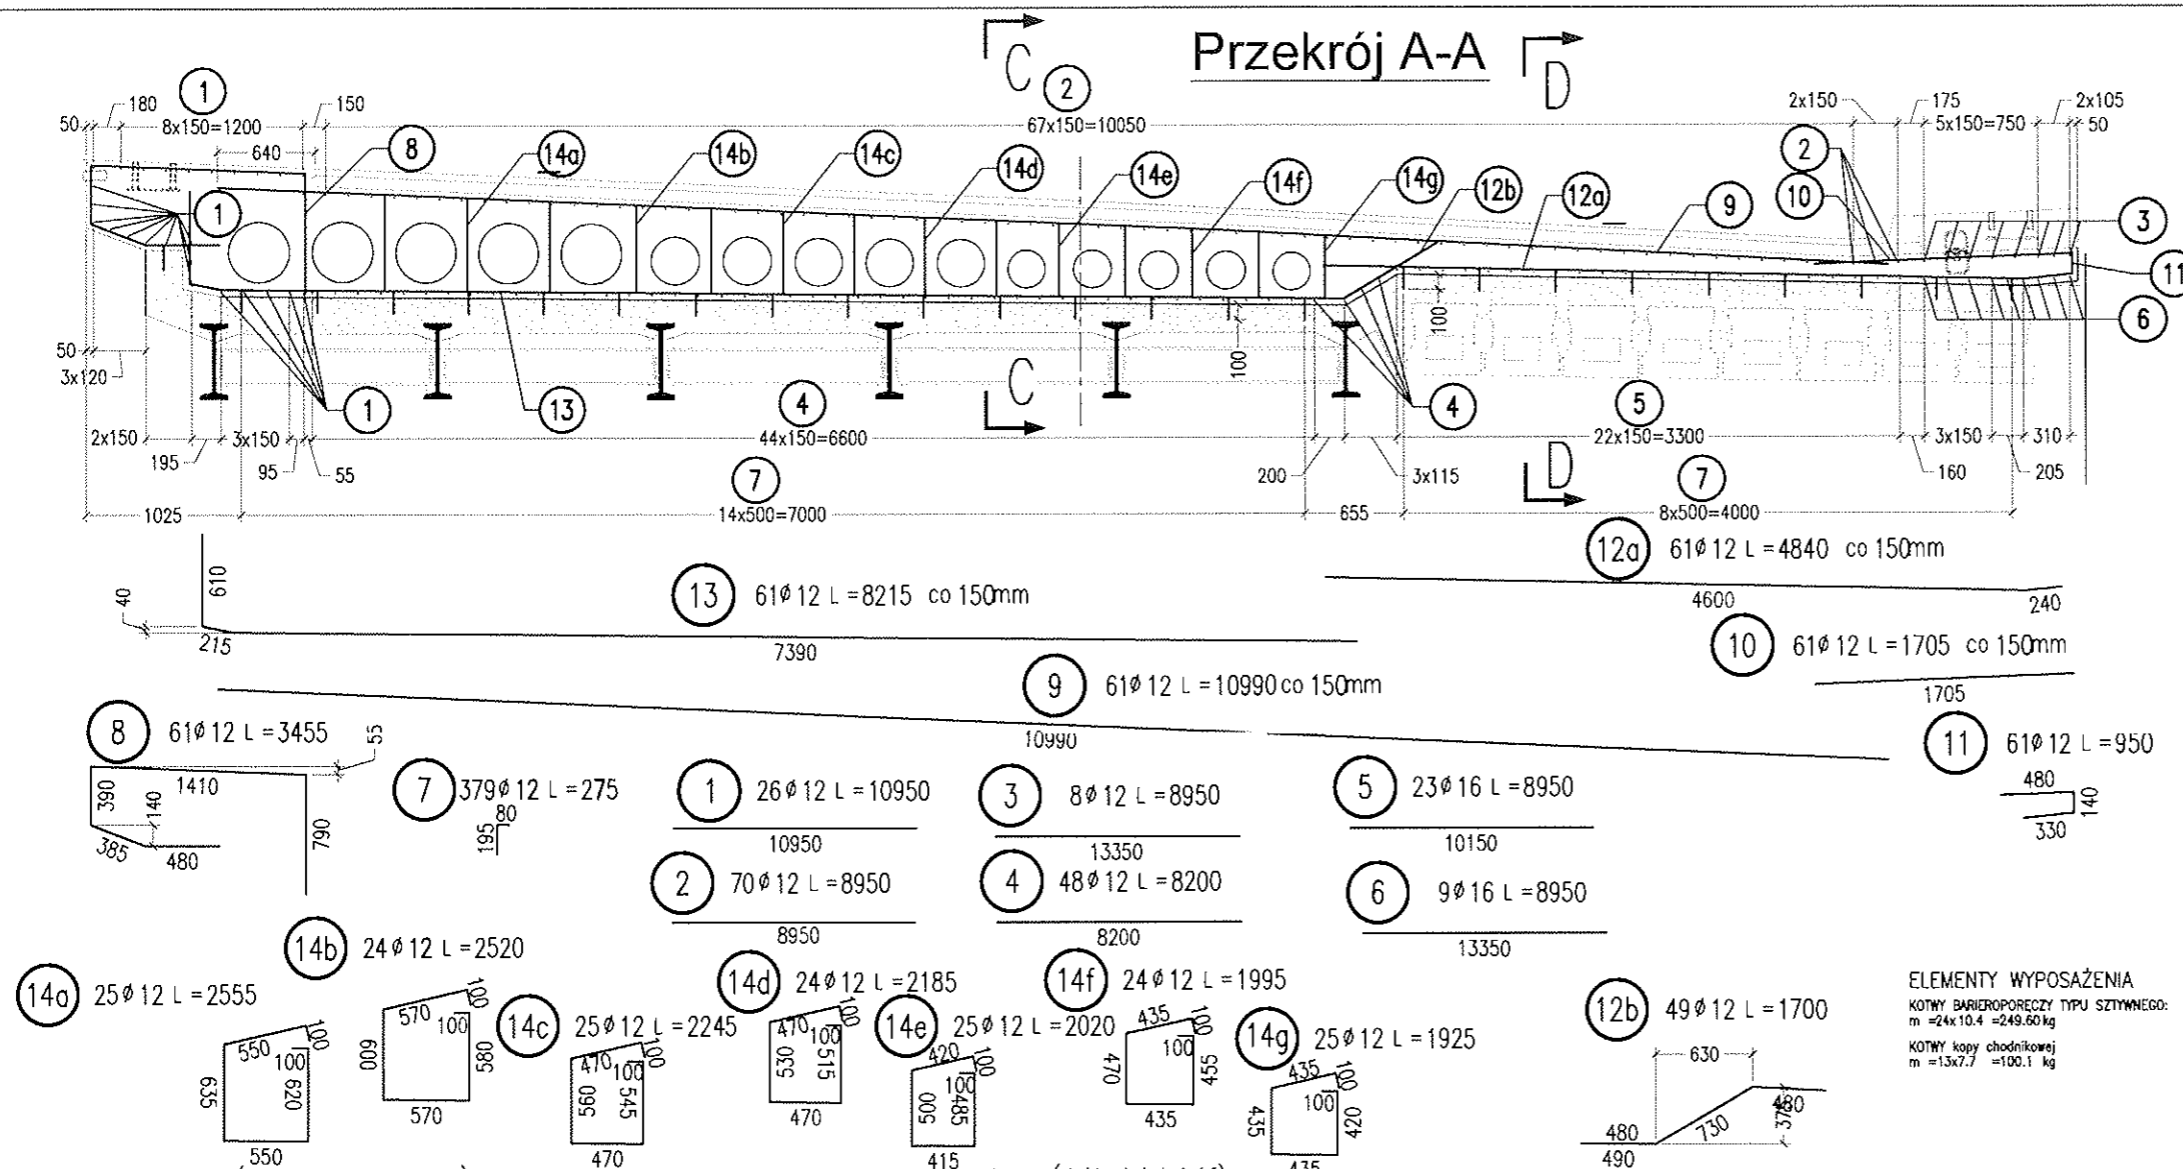 Przekrój A-A
C
D
1
2
180
150
50
8x150=1200
67x150=10050
2x150
175
2x105
5x150=750
50
640
8
14a
14b
14c
14d
14e
14f
14g
12b
12a
9
2
10
1
3
11
6
50
3x120
100
100
C
1
13
4
4
5
2x150
3x150
44x150=6600
22x150=3300
3x150
310
195
95
55
200
3x115
D
160
205
7
7
1025
14x500=7000
655
8x500=4000
12a 61ø12 L=4840 co 150mm
4600
240
610
40
13 61ø12 L=8215 co 150mm
215
7390
10 61ø12 L=1705 co 150mm
1705
9 61ø12 L=10990 co 150mm
10990
8 61ø12 L=3455
55
1410
390
140
790
385
480
11 61ø12 L=950
480
140
330
7 379ø12 L=275
80
195
1 26ø12 L=10950
10950
3 8ø12 L=8950
13350
5 23ø16 L=8950
10150
2 70ø12 L=8950
8950
4 48ø12 L=8200
8200
6 9ø16 L=8950
13350
14b 24ø12 L=2520
570
100
100
600
580
570
14d 24ø12 L=2185
470
100
100
530
515
470
14f 24ø12 L=1995
435
100
100
470
455
435
14a 25ø12 L=2555
550
100
100
635
620
550
14c 25ø12 L=2245
470
100
100
560
545
470
14e 25ø12 L=2020
420
100
100
500
485
415
14g 25ø12 L=1925
435
100
100
435
420
435
12b 49ø12 L=1700
630
480
480
730
490
ELEMENTY WYPOSAŻENIA
KOTWY BARIEROPORĘCZY TYPU SZTYWNEGO:
m =24x10.4 =249.60kg
KOTWY kapy chodnikowej
m =13x7.7 =100.1 kg